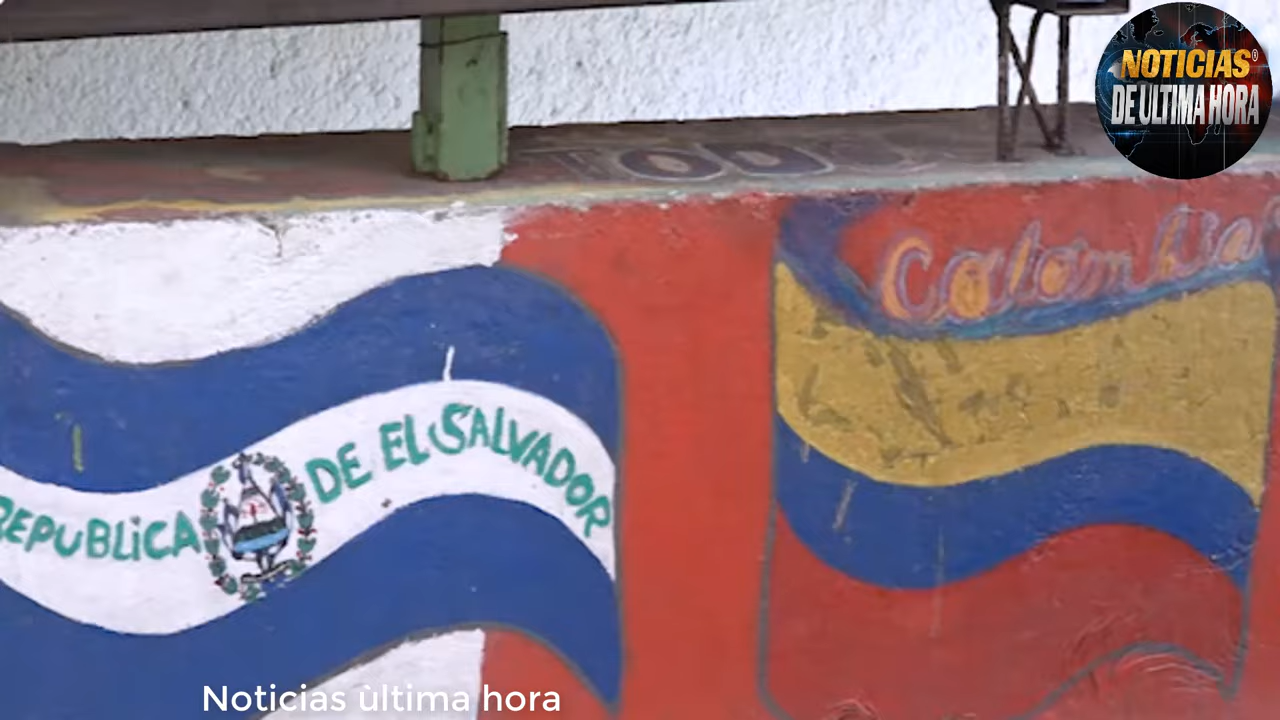 NOTICIAS®
DE ULTIMA HORA
Colombia
REPUBLICA DE EL SALVADOR
Noticias ùltima hora